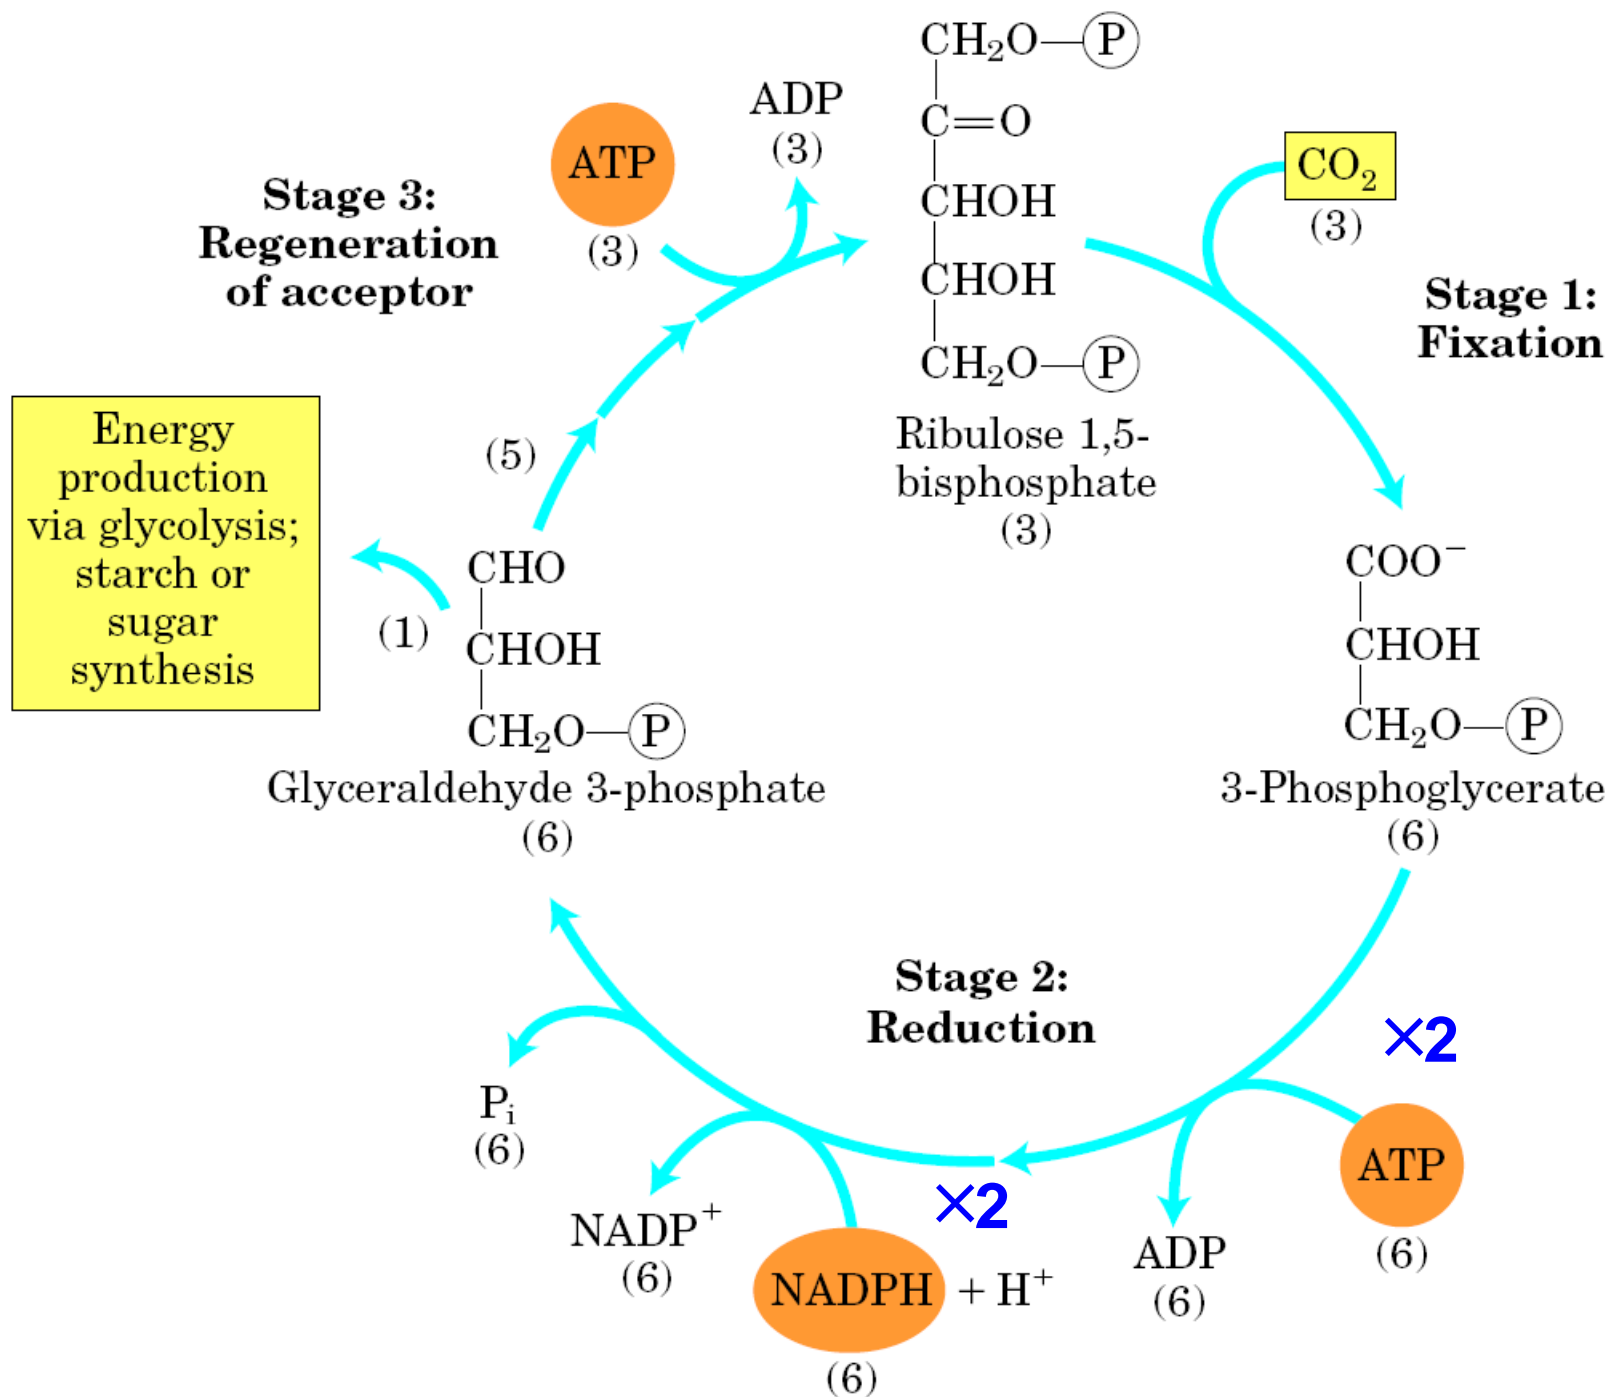 CH₂O—P
C=O
CHOH
CHOH
CH₂O—P
Ribulose 1,5-
bisphosphate
(3)
CO₂
(3)
Stage 1:
Fixation
COO⁻
CHOH
CH₂O—P
3-Phosphoglycerate
(6)
×2
ATP
(6)
ADP
(6)
Stage 2:
Reduction
×2
NADPH + H⁺
(6)
NADP⁺
(6)
Pᵢ
(6)
CHO
CHOH
CH₂O—P
Glyceraldehyde 3-phosphate
(6)
(1)
Energy
production
via glycolysis;
starch or
sugar
synthesis
(5)
Stage 3:
Regeneration
of acceptor
ATP
(3)
ADP
(3)